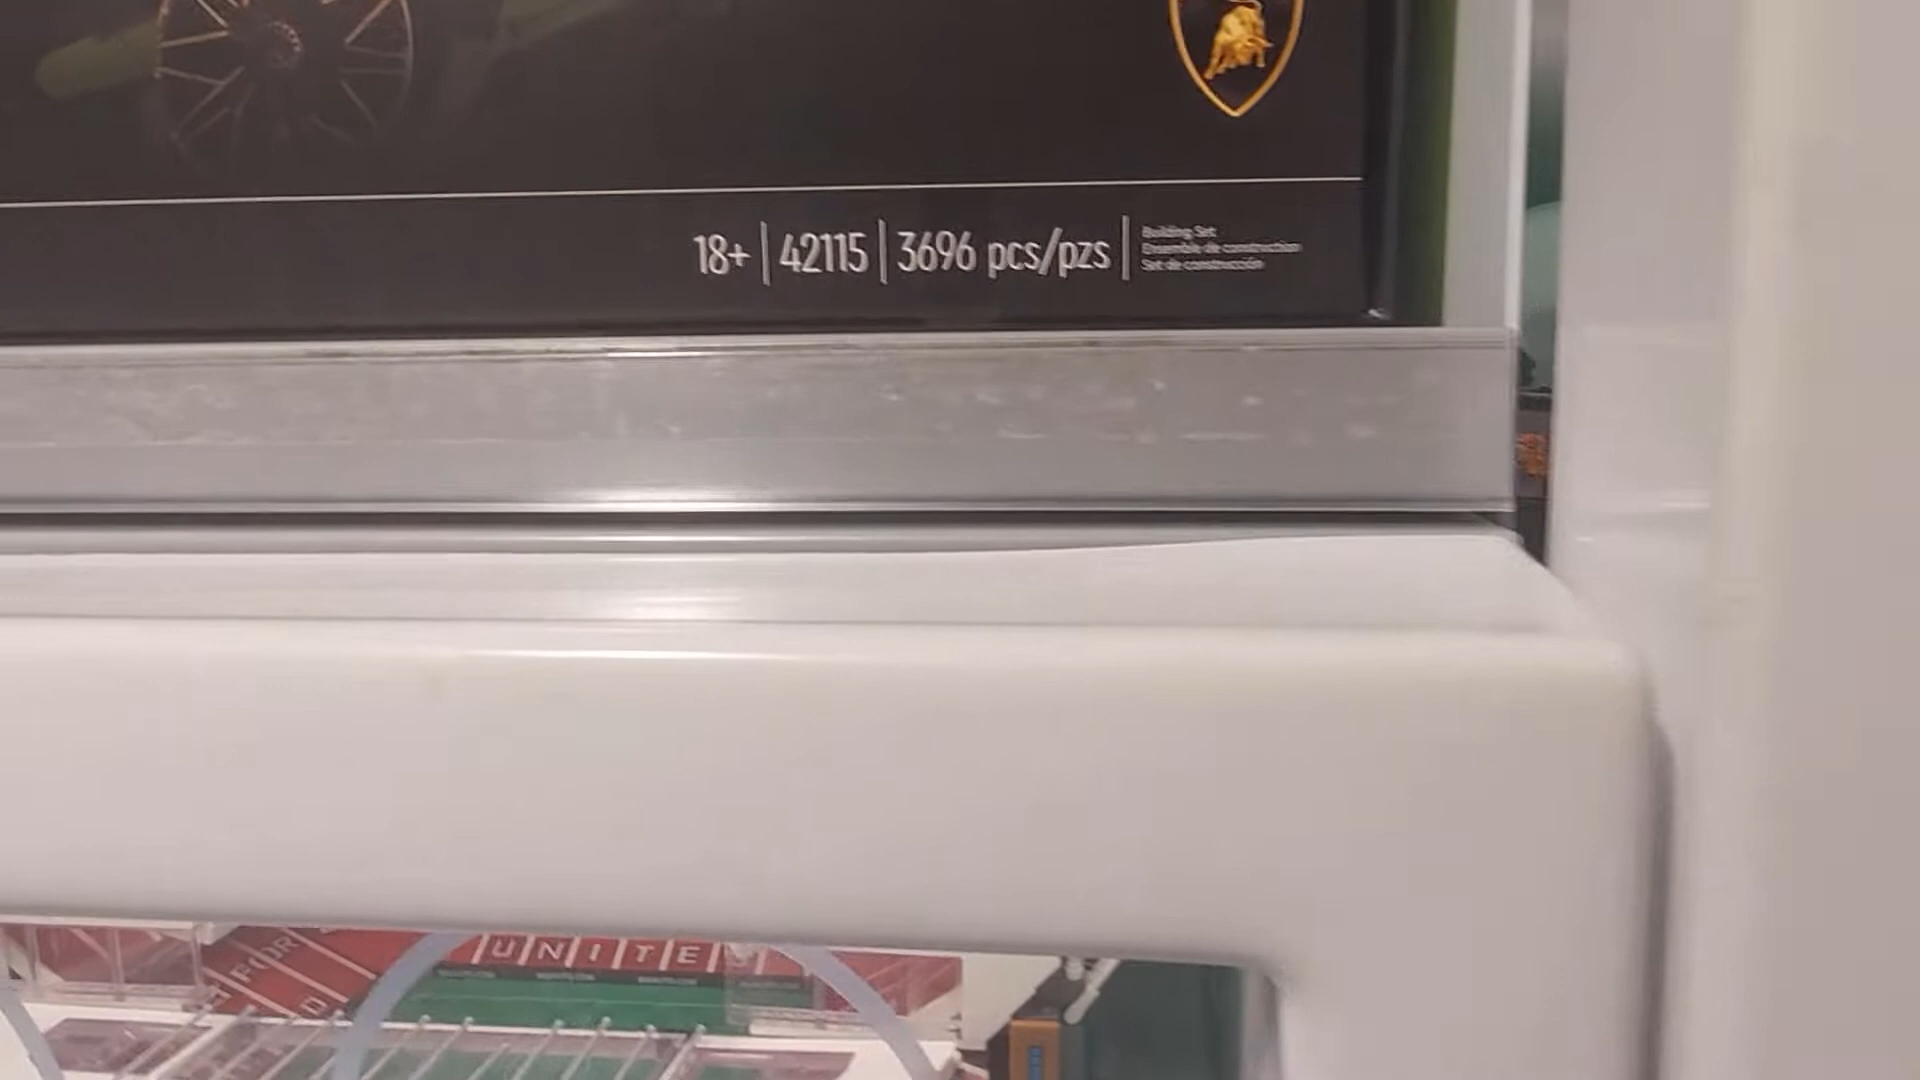 18+ | 42115 | 3696 pcs/pzs
Building Set
Ensemble de construction
Set de construcción
UNITE